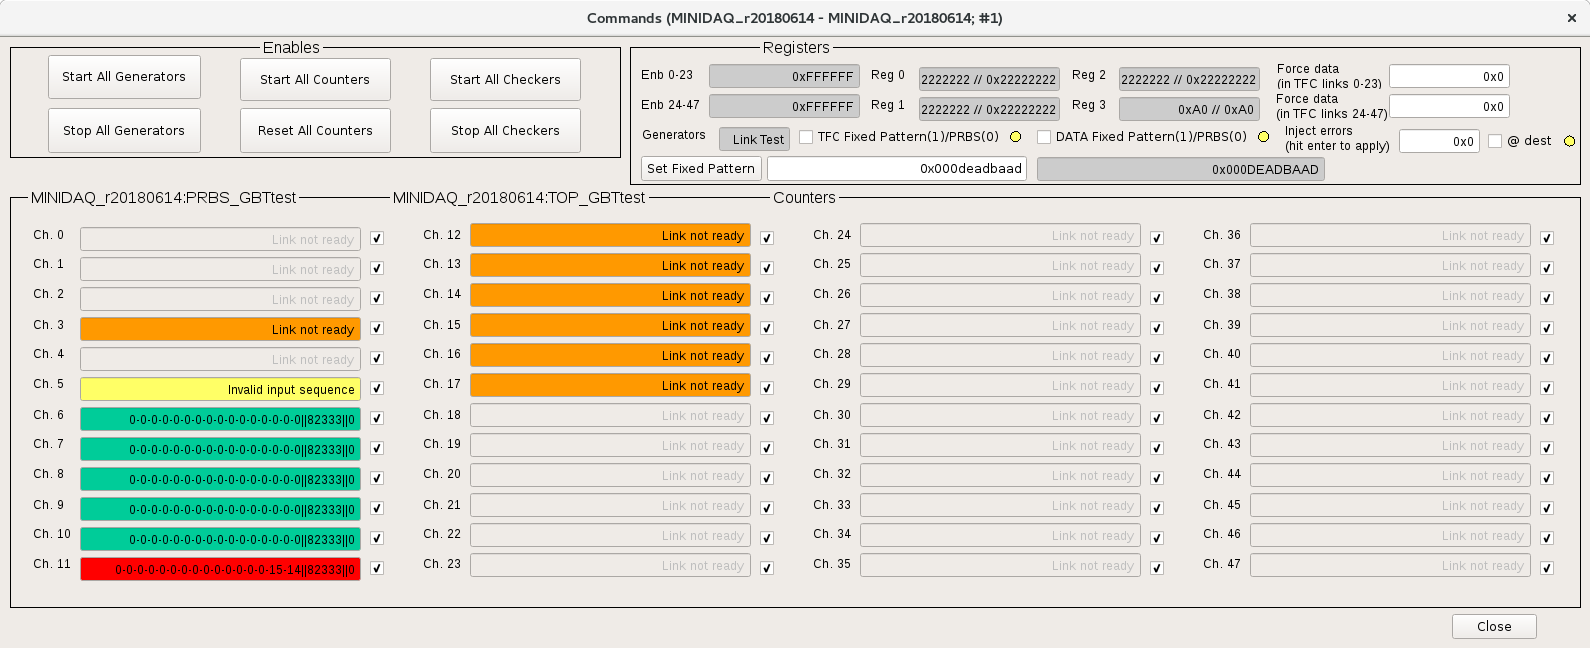 Commands (MINIDAQ_r20180614 - MINIDAQ_r20180614; #1)
Enables
Start All Generators
Start All Counters
Start All Checkers
Stop All Generators
Reset All Counters
Stop All Checkers
Registers
Enb 0-23 0xFFFFFF Reg 0 2222222 // 0x22222222 Reg 2 2222222 // 0x22222222 Force data (in TFC links 0-23) 0x0
Enb 24-47 0xFFFFFF Reg 1 2222222 // 0x22222222 Reg 3 0xA0 // 0xA0 Force data (in TFC links 24-47) 0x0
Generators Link Test TFC Fixed Pattern(1)/PRBS(0) DATA Fixed Pattern(1)/PRBS(0) Inject errors (hit enter to apply) 0x0 @ dest
Set Fixed Pattern 0x000deadbaad 0x000DEADBAAD
MINIDAQ_r20180614:PRBS_GBTtest MINIDAQ_r20180614:TOP_GBTtest Counters
Ch. 0 Link not ready
Ch. 1 Link not ready
Ch. 2 Link not ready
Ch. 3 Link not ready
Ch. 4 Link not ready
Ch. 5 Invalid input sequence
Ch. 6 0-0-0-0-0-0-0-0-0-0-0-0-0-0-0-0||82333||0
Ch. 7 0-0-0-0-0-0-0-0-0-0-0-0-0-0-0-0||82333||0
Ch. 8 0-0-0-0-0-0-0-0-0-0-0-0-0-0-0-0||82333||0
Ch. 9 0-0-0-0-0-0-0-0-0-0-0-0-0-0-0-0||82333||0
Ch. 10 0-0-0-0-0-0-0-0-0-0-0-0-0-0-0-0||82333||0
Ch. 11 0-0-0-0-0-0-0-0-0-0-0-0-0-0-15-14||82333||0
Ch. 12 Link not ready
Ch. 13 Link not ready
Ch. 14 Link not ready
Ch. 15 Link not ready
Ch. 16 Link not ready
Ch. 17 Link not ready
Ch. 18 Link not ready
Ch. 19 Link not ready
Ch. 20 Link not ready
Ch. 21 Link not ready
Ch. 22 Link not ready
Ch. 23 Link not ready
Ch. 24 Link not ready
Ch. 25 Link not ready
Ch. 26 Link not ready
Ch. 27 Link not ready
Ch. 28 Link not ready
Ch. 29 Link not ready
Ch. 30 Link not ready
Ch. 31 Link not ready
Ch. 32 Link not ready
Ch. 33 Link not ready
Ch. 34 Link not ready
Ch. 35 Link not ready
Ch. 36 Link not ready
Ch. 37 Link not ready
Ch. 38 Link not ready
Ch. 39 Link not ready
Ch. 40 Link not ready
Ch. 41 Link not ready
Ch. 42 Link not ready
Ch. 43 Link not ready
Ch. 44 Link not ready
Ch. 45 Link not ready
Ch. 46 Link not ready
Ch. 47 Link not ready
Close